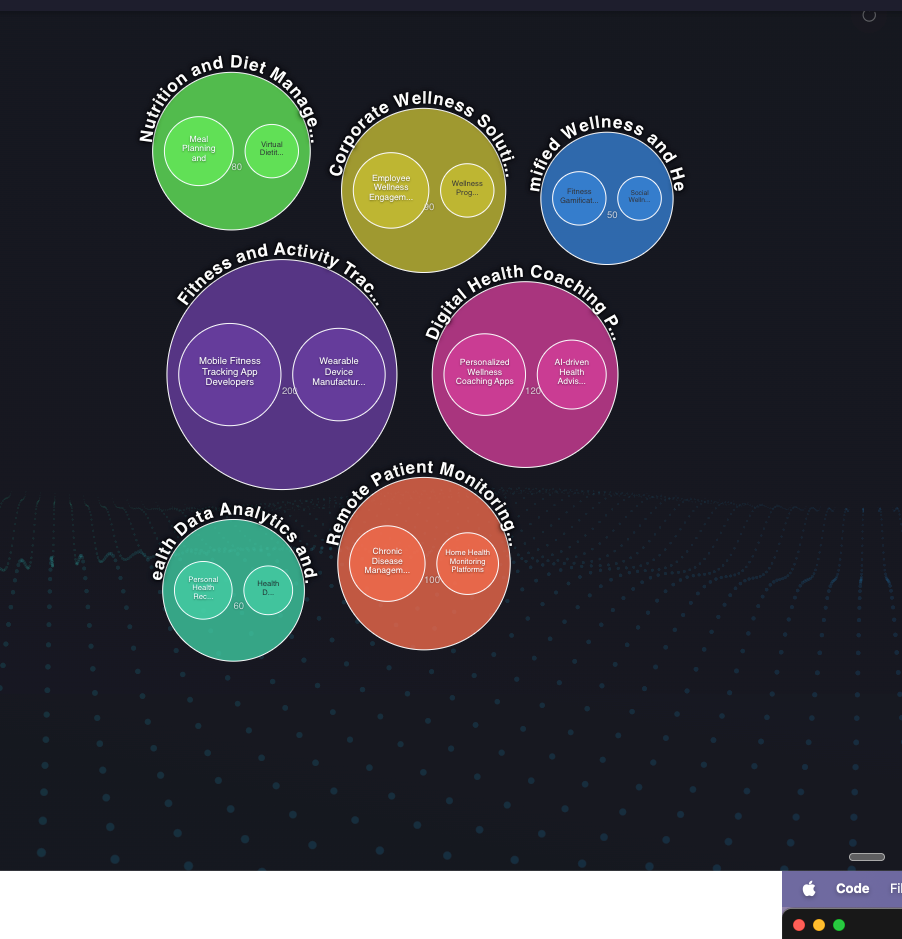 Nutrition and Diet Manage...
Meal
Planning
and
Virtual
Dietit...
80
Corporate Wellness Soluti...
Employee
Wellness
Engagem...
Wellness
Prog...
90
mified Wellness and He
Fitness
Gamificat...
Social
Welln...
50
Fitness and Activity Trac...
Mobile Fitness
Tracking App
Developers
Wearable
Device
Manufactur...
200
Digital Health Coaching P...
Personalized
Wellness
Coaching Apps
AI-driven
Health
Advis...
120
ealth Data Analytics and
Personal
Health
Rec...
Health
D...
60
Remote Patient Monitoring...
Chronic
Disease
Managem...
Home Health
Monitoring
Platforms
100
Code Fil